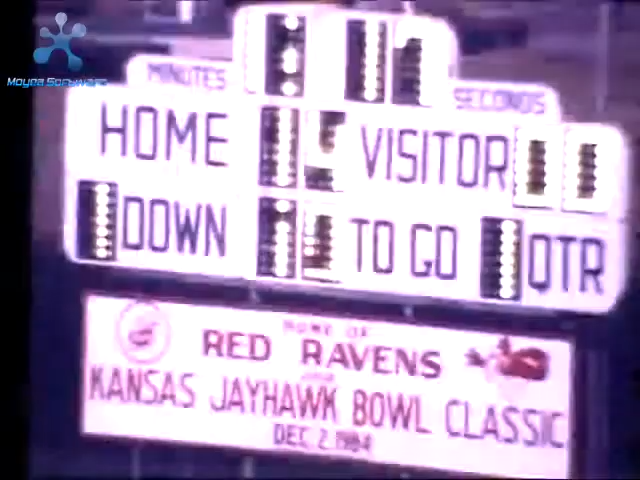 Moyea Software
MINUTES
SECONDS
HOME VISITOR
DOWN TO GO QTR
HOME OF
RED RAVENS
KANSAS JAYHAWK BOWL CLASSIC
DEC. 2, 1984